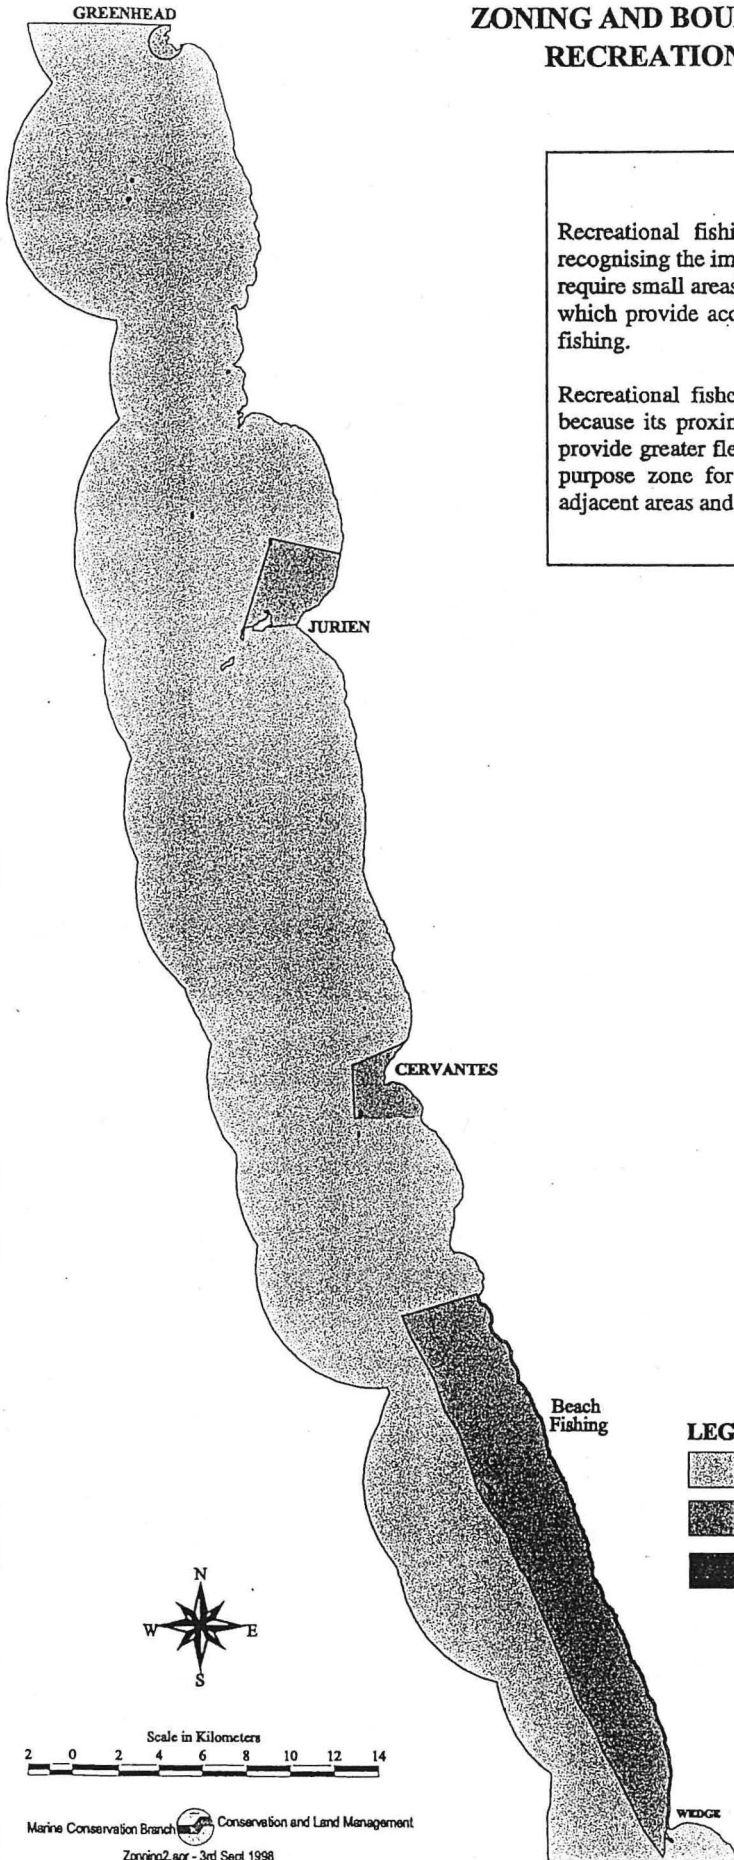 GREENHEAD
ZONING AND BOU
RECREATION
Recreational fishi
recognising the im
require small areas
which provide acc
fishing.
Recreational fishe
because its proxin
provide greater fle
purpose zone for
adjacent areas and
JURIEN
CERVANTES
Beach
Fishing
LEG
N
W E
S
Scale in Kilometers
2 0 2 4 6 8 10 12 14
Marine Conservation Branch Conservation and Land Management
Zonning2.apr - 3rd Sept 1998
WEDGE